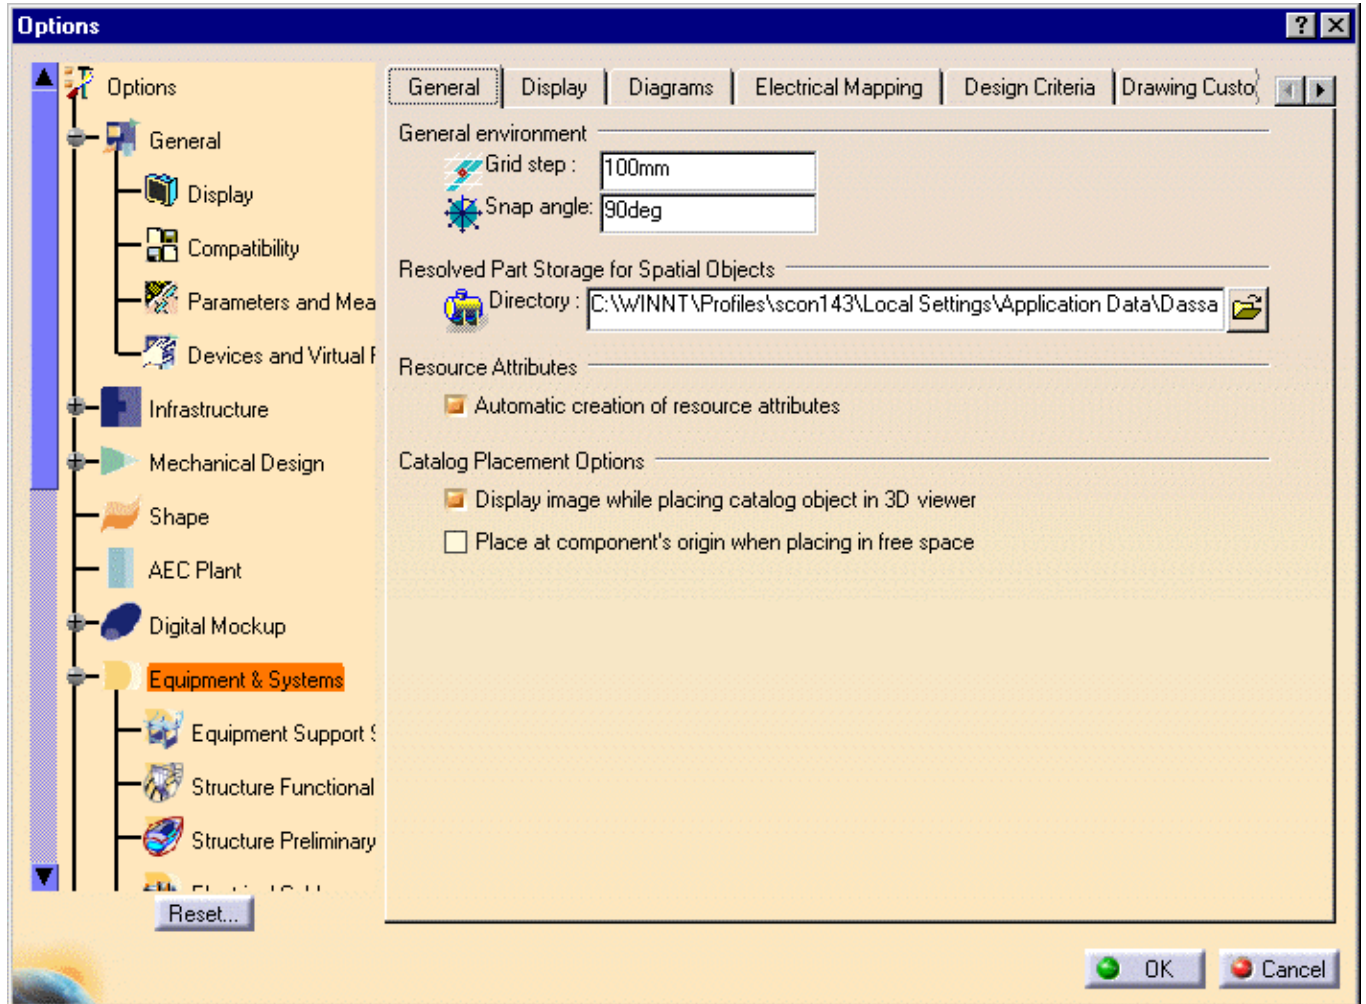 Options
Options
General
Display
Compatibility
Parameters and Mea
Devices and Virtual
Infrastructure
Mechanical Design
Shape
AEC Plant
Digital Mockup
Equipment & Systems
Equipment Support
Structure Functional
Structure Preliminary
Reset...
General Display Diagrams Electrical Mapping Design Criteria Drawing Custo
General environment
Grid step : 100mm
Snap angle: 90deg
Resolved Part Storage for Spatial Objects
Directory : C:\WINNT\Profiles\scon143\Local Settings\Application Data\Dassa
Resource Attributes
Automatic creation of resource attributes
Catalog Placement Options
Display image while placing catalog object in 3D viewer
Place at component's origin when placing in free space
OK Cancel